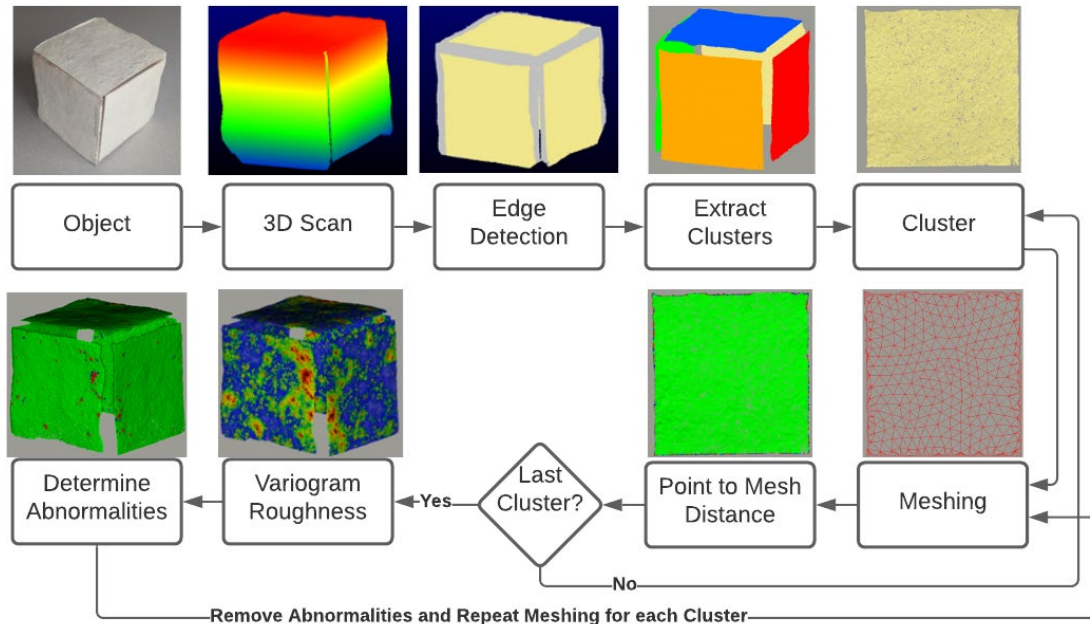 Object
3D Scan
Edge
Detection
Extract
Clusters
Cluster
Determine
Abnormalities
Variogram
Roughness
Yes
Last
Cluster?
Point to Mesh
Distance
Meshing
No
Remove Abnormalities and Repeat Meshing for each Cluster